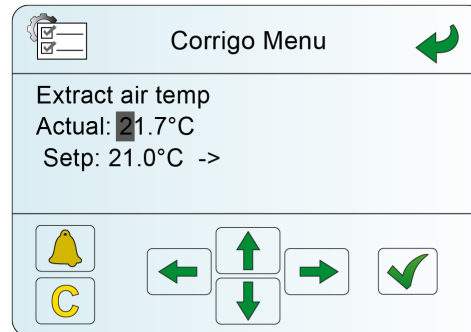 Corrigo Menu
Extract air temp
Actual: 21.7°C
Setp: 21.0°C ->
C